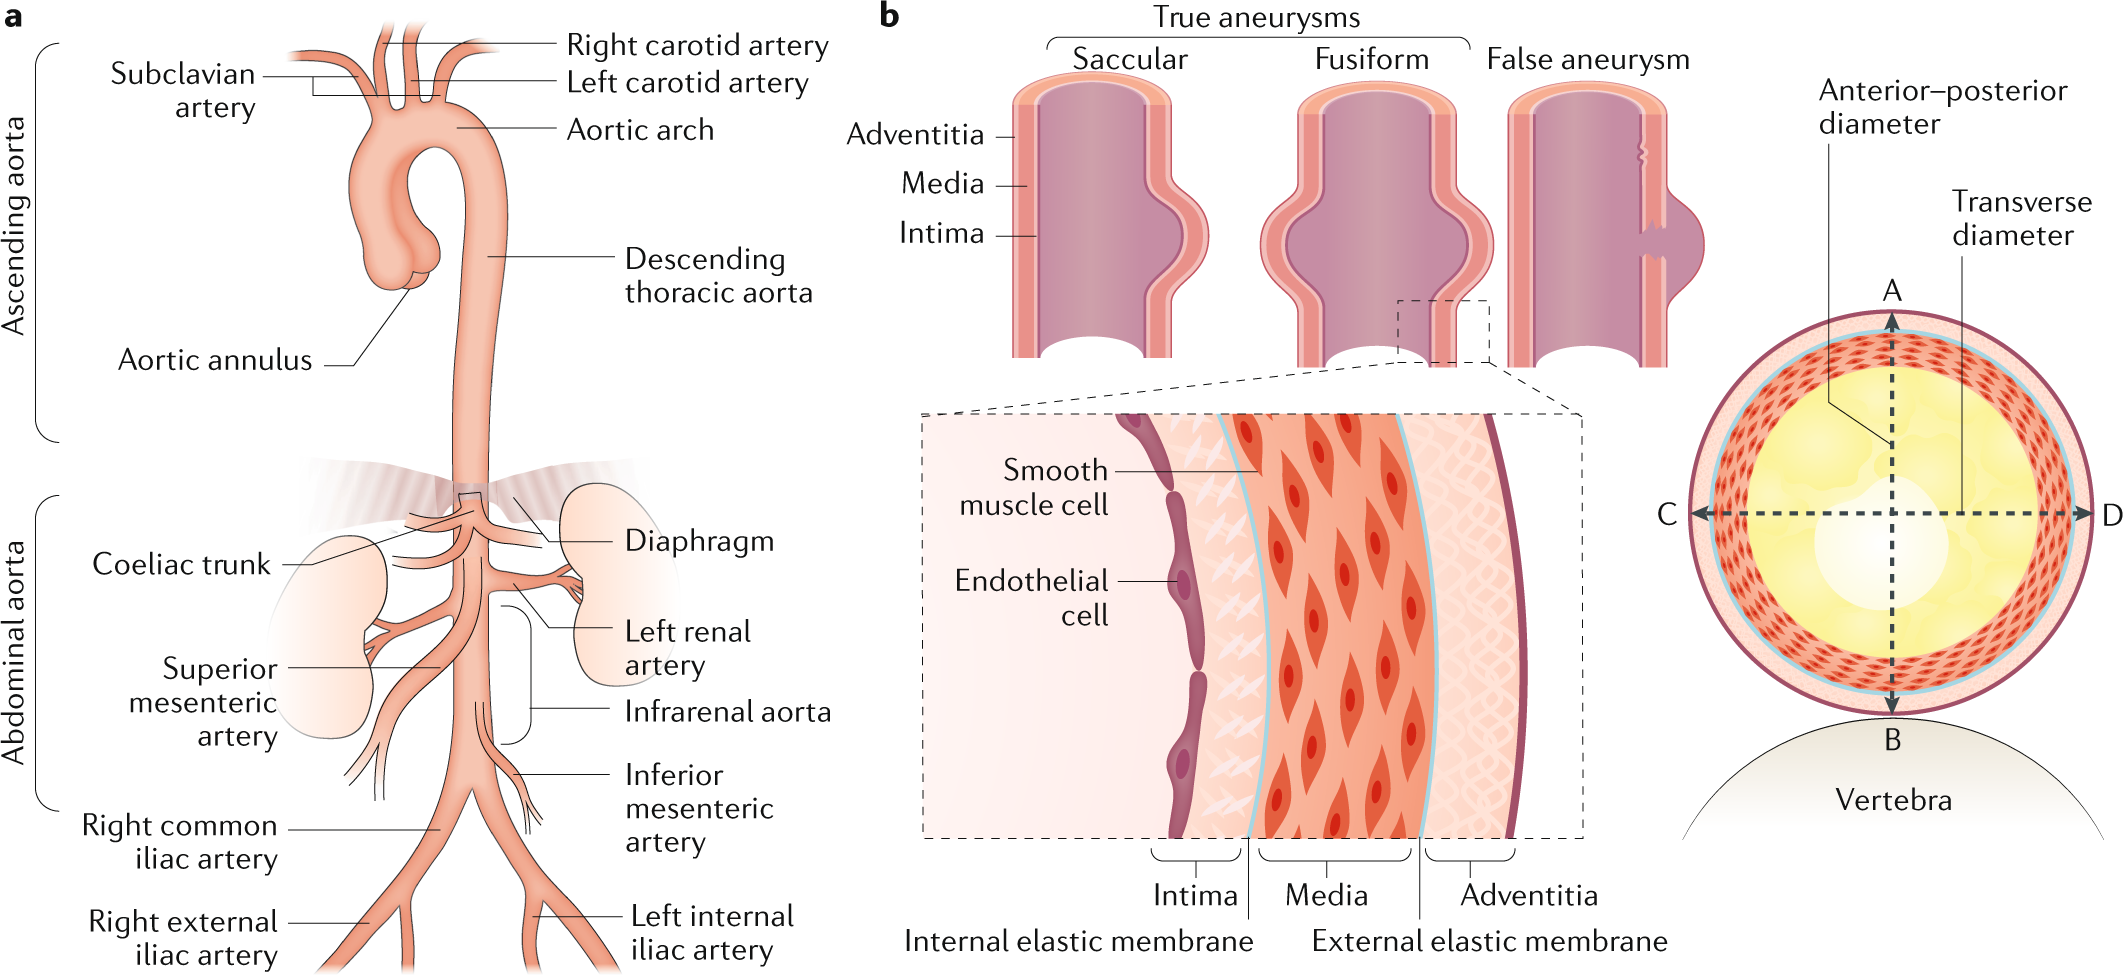 a
Ascending aorta
Subclavian
artery
Right carotid artery
Left carotid artery
Aortic arch
Descending
thoracic aorta
Aortic annulus
Abdominal aorta
Coeliac trunk
Diaphragm
Left renal
artery
Superior
mesenteric
artery
Infrarenal aorta
Inferior
mesenteric
artery
Right common
iliac artery
Right external
iliac artery
Left internal
iliac artery
b
True aneurysms
Saccular
Fusiform
False aneurysm
Adventitia
Media
Intima
Smooth
muscle cell
Endothelial
cell
Intima
Media
Adventitia
Internal elastic membrane
External elastic membrane
Anterior–posterior
diameter
Transverse
diameter
A
C
D
B
Vertebra